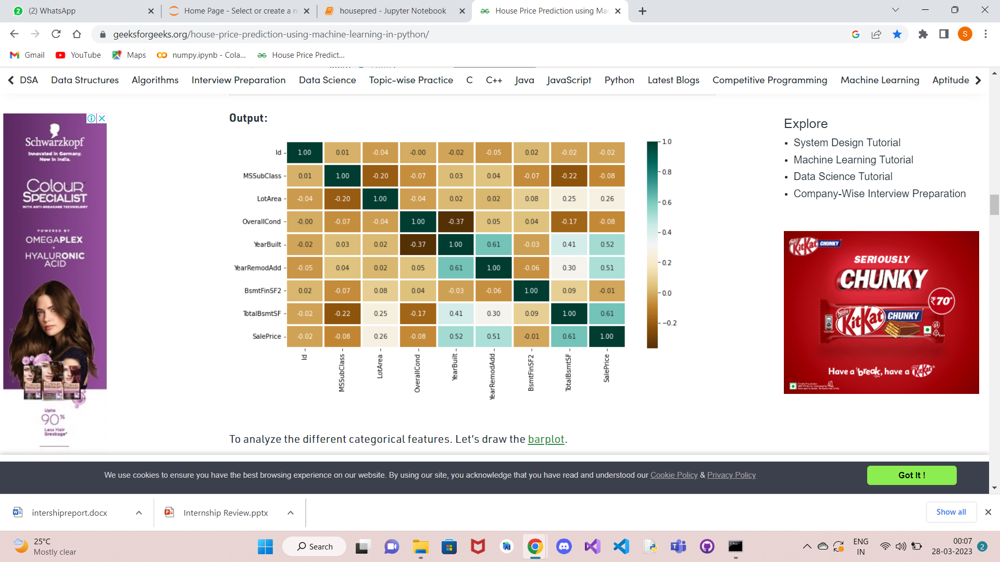 (2) WhatsApp
Home Page - Select or create a n
housepred - Jupyter Notebook
House Price Prediction using Mac
geeksforgeeks.org/house-price-prediction-using-machine-learning-in-python/
S
Gmail
YouTube
Maps
numpy.ipynb - Cola...
House Price Predict...
DSA Data Structures Algorithms Interview Preparation Data Science Topic-wise Practice C C++ Java JavaScript Python Latest Blogs Competitive Programming Machine Learning Aptitude
Output:
Id 1.00 0.01 -0.04 -0.00 -0.02 -0.05 0.02 -0.02 -0.02
MSSubClass 0.01 1.00 -0.20 -0.07 0.03 0.04 -0.07 -0.22 -0.08
LotArea -0.04 -0.20 1.00 -0.04 0.02 0.02 0.08 0.25 0.26
OverallCond -0.00 -0.07 -0.04 1.00 -0.37 0.05 0.04 -0.17 -0.08
YearBuilt -0.02 0.03 0.02 -0.37 1.00 0.61 -0.03 0.41 0.52
YearRemodAdd -0.05 0.04 0.02 0.05 0.61 1.00 -0.06 0.30 0.51
BsmtFinSF2 0.02 -0.07 0.08 0.04 -0.03 -0.06 1.00 0.09 -0.01
TotalBsmtSF -0.02 -0.22 0.25 -0.17 0.41 0.30 0.09 1.00 0.61
SalePrice -0.02 -0.08 0.26 -0.08 0.52 0.51 -0.01 0.61 1.00
Id MSSubClass LotArea OverallCond YearBuilt YearRemodAdd BsmtFinSF2 TotalBsmtSF SalePrice
1.0
0.8
0.6
0.4
0.2
0.0
−0.2
To analyze the different categorical features. Let's draw the barplot.
Schwarzkopf
Innovated in Germany.
Now in India.
COLOUR
SPECIALIST
WITH ANTI-BREAKAGE TECHNOLOGY
POWERED BY
OMEGAPLEX
+
HYALURONIC
ACID
Upto
90%
Less Hair
Breakage*
Explore
System Design Tutorial
Machine Learning Tutorial
Data Science Tutorial
Company-Wise Interview Preparation
KitKat CHUNKY
SERIOUSLY
CHUNKY
₹70*
Nestle
KitKat CHUNKY
Have a break, have a KitKat
We use cookies to ensure you have the best browsing experience on our website. By using our site, you acknowledge that you have read and understood our Cookie Policy & Privacy Policy
Got It !
intershipreport.docx
Internship Review.pptx
Show all
25°C
Mostly clear
Search
ENG
IN
00:07
28-03-2023
2